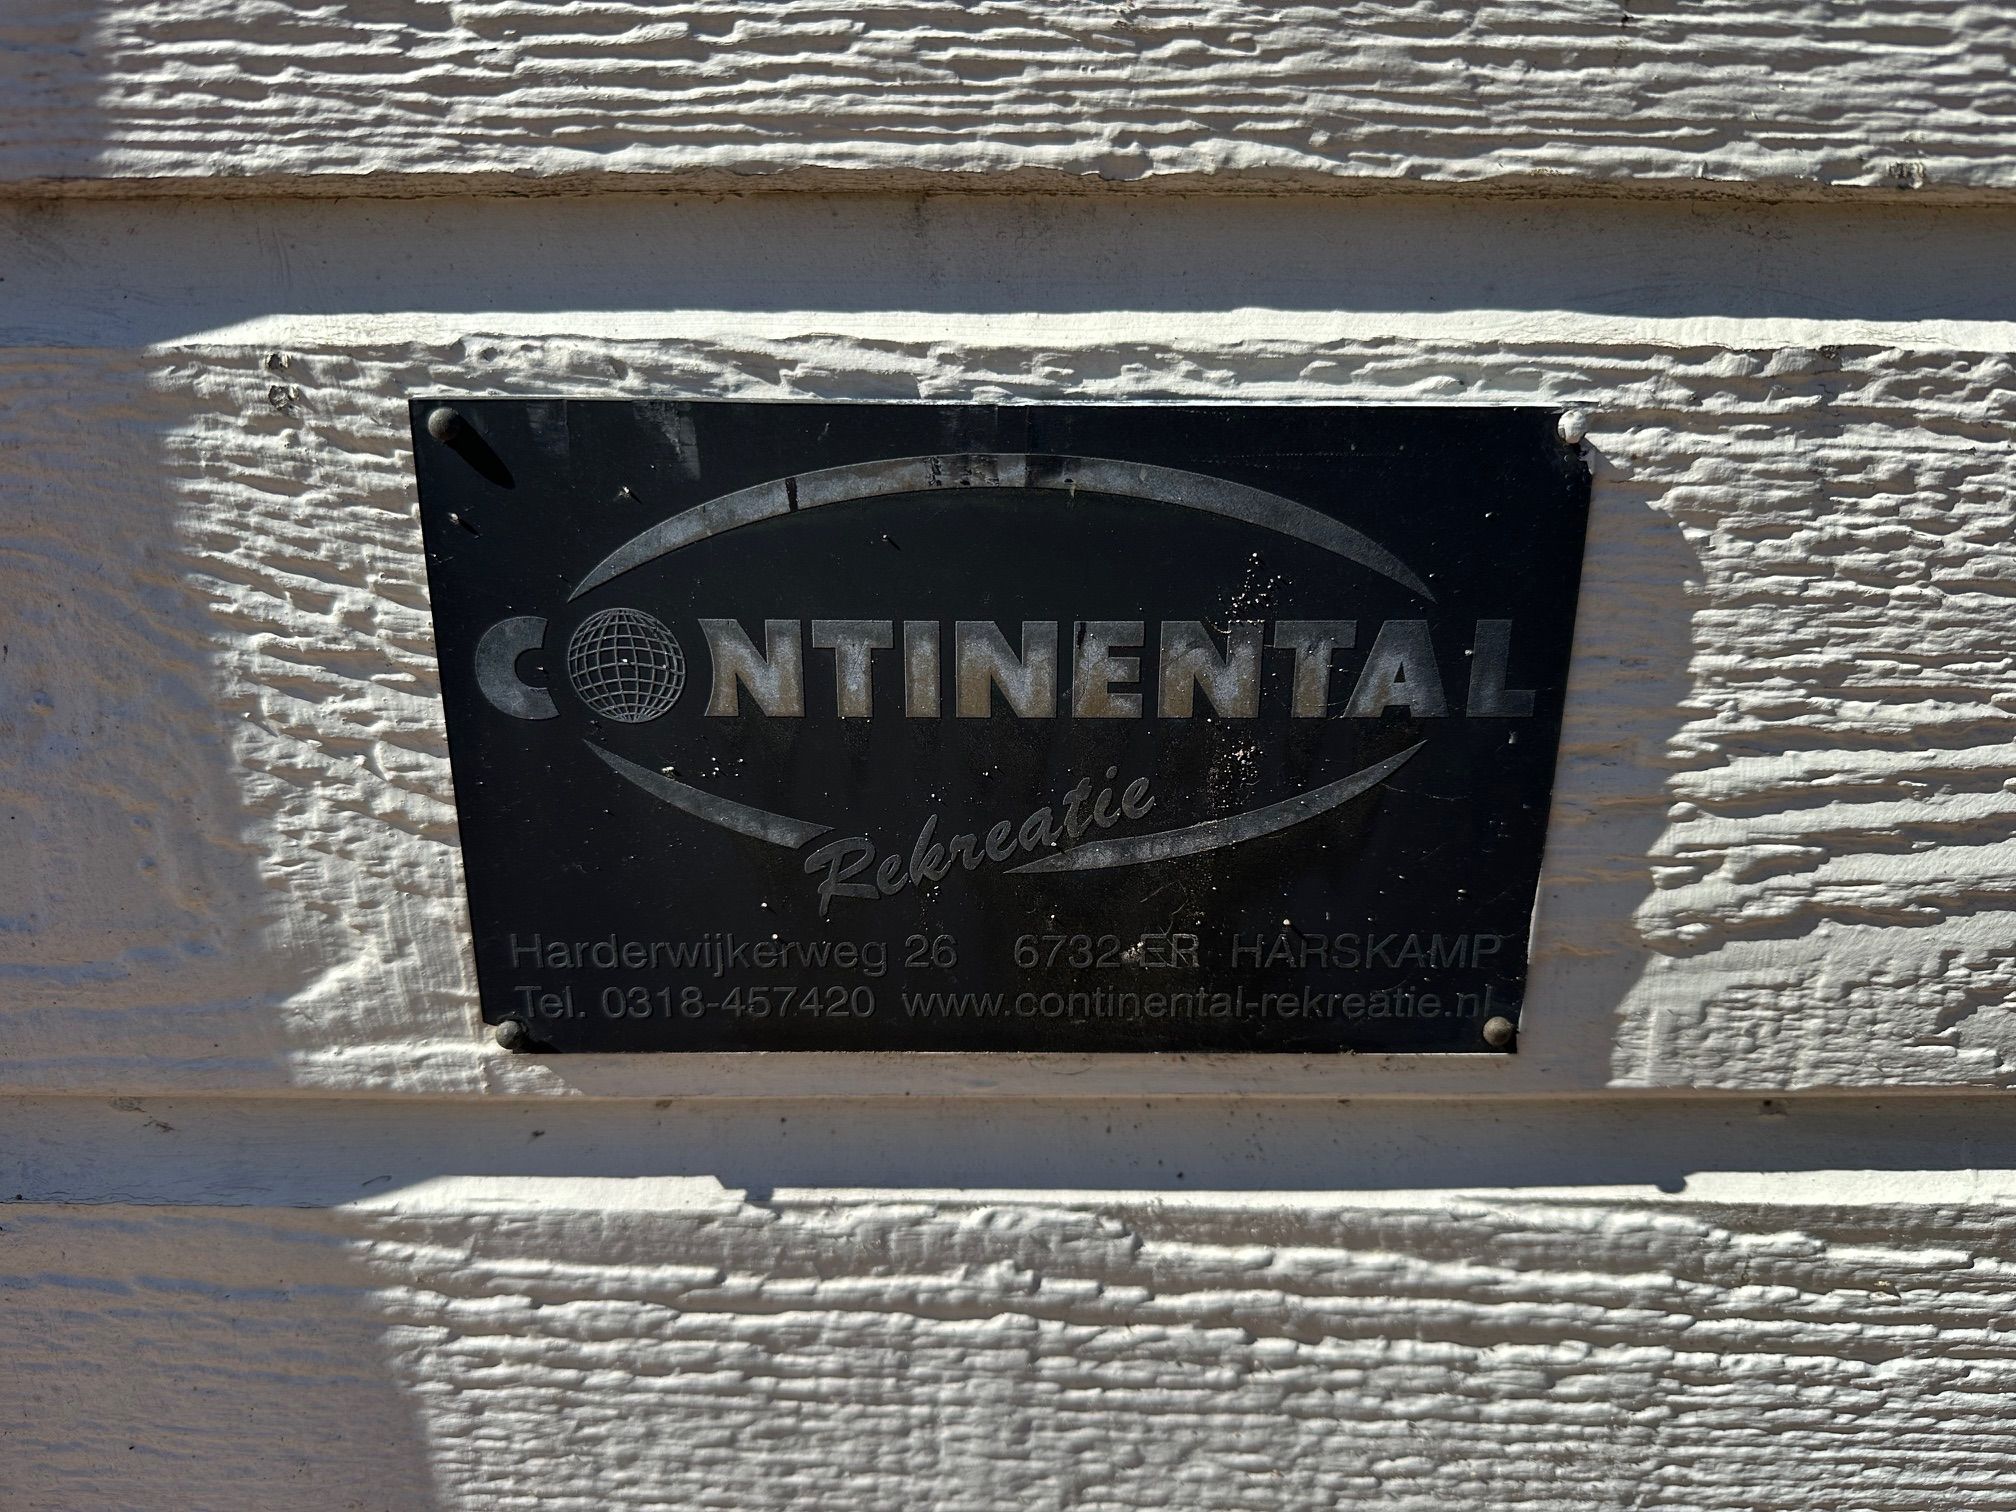 CONTINENTAL
Rekreatie
Harderwijkerweg 26 6732 ER HARSKAMP
Tel. 0318-457420 www.continental-rekreatie.nl